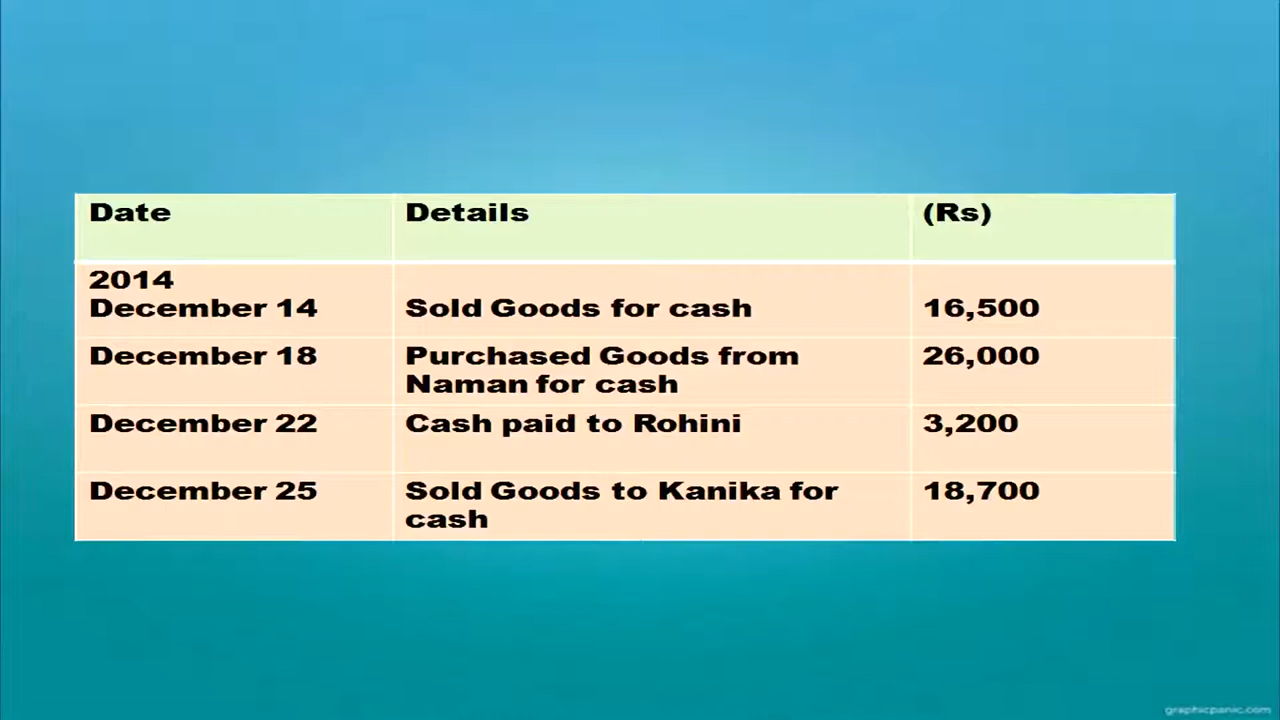 Date Details (Rs)
2014
December 14 Sold Goods for cash 16,500
December 18 Purchased Goods from 26,000
Naman for cash
December 22 Cash paid to Rohini 3,200
December 25 Sold Goods to Kanika for 18,700
cash
graphicpanic.com